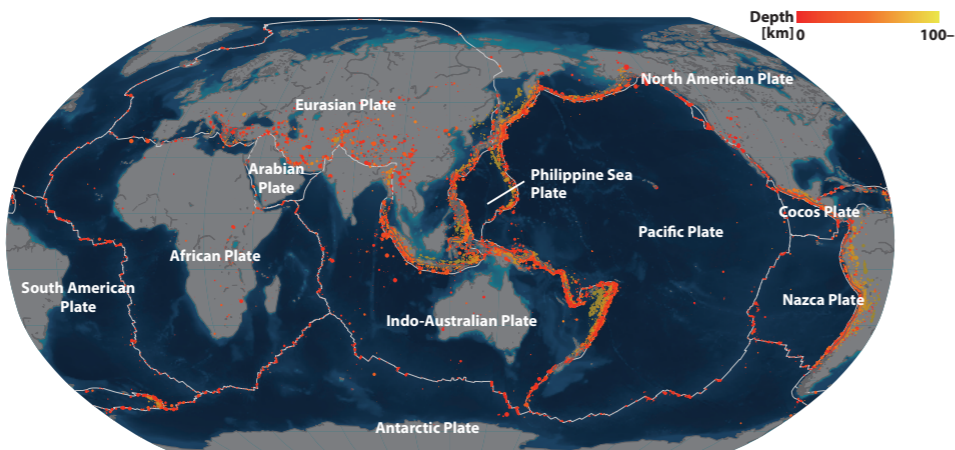 Depth
[km] 0 100–
North American Plate
Eurasian Plate
Arabian
Plate
Philippine Sea
Plate
Cocos Plate
Pacific Plate
African Plate
South American
Plate
Nazca Plate
Indo-Australian Plate
Antarctic Plate